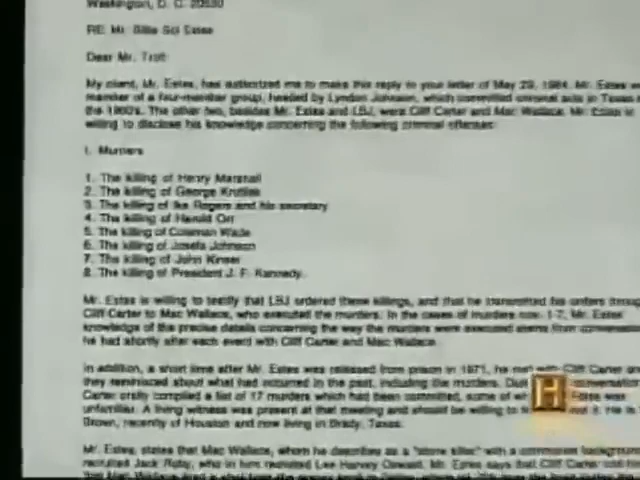 Washington, D. C. 20530
RE: Mr. Billie Sol Estes
Dear Mr. Trott:
My client, Mr. Estes, has authorized me to make this reply to your letter of May 29, 1984. Mr. Estes w
member of a four-member group, headed by Lyndon Johnson, which committed criminal acts in Texas i
the 1960's. The other two, besides Mr. Estes and LBJ, were Cliff Carter and Mac Wallace. Mr. Estes is
willing to disclose his knowledge concerning the following criminal offenses:
I. Murders
1. The killing of Henry Marshall
2. The killing of George Krutilek
3. The killing of Ike Rogers and his secretary
4. The killing of Harold Orr
5. The killing of Coleman Wade
6. The killing of Josefa Johnson
7. The killing of John Kinser
8. The killing of President J. F. Kennedy.
Mr. Estes is willing to testify that LBJ ordered these killings, and that he transmitted his orders throug
Cliff Carter to Mac Wallace, who executed the murders. In the cases of murders nos. 1-7, Mr. Estes'
knowledge of the precise details concerning the way the murders were executed stems from conversa
he had shortly after each event with Cliff Carter and Mac Wallace.
In addition, a short time after Mr. Estes was released from prison in 1971, he met with Cliff Carter an
they reminisced about what had occurred in the past, including the murders. Du conversation
Carter orally compiled a list of 17 murders which had been committed, some of w Estes was
unfamiliar. A living witness was present at that meeting and should be willing to it. He is
Brown, recently of Houston and now living in Brady, Texas.
Mr. Estes, states that Mac Wallace, whom he describes as a "stone killer" with a communist background
recruited Jack Ruby, who in turn recruited Lee Harvey Oswald. Mr. Estes says that Cliff Carter told
H